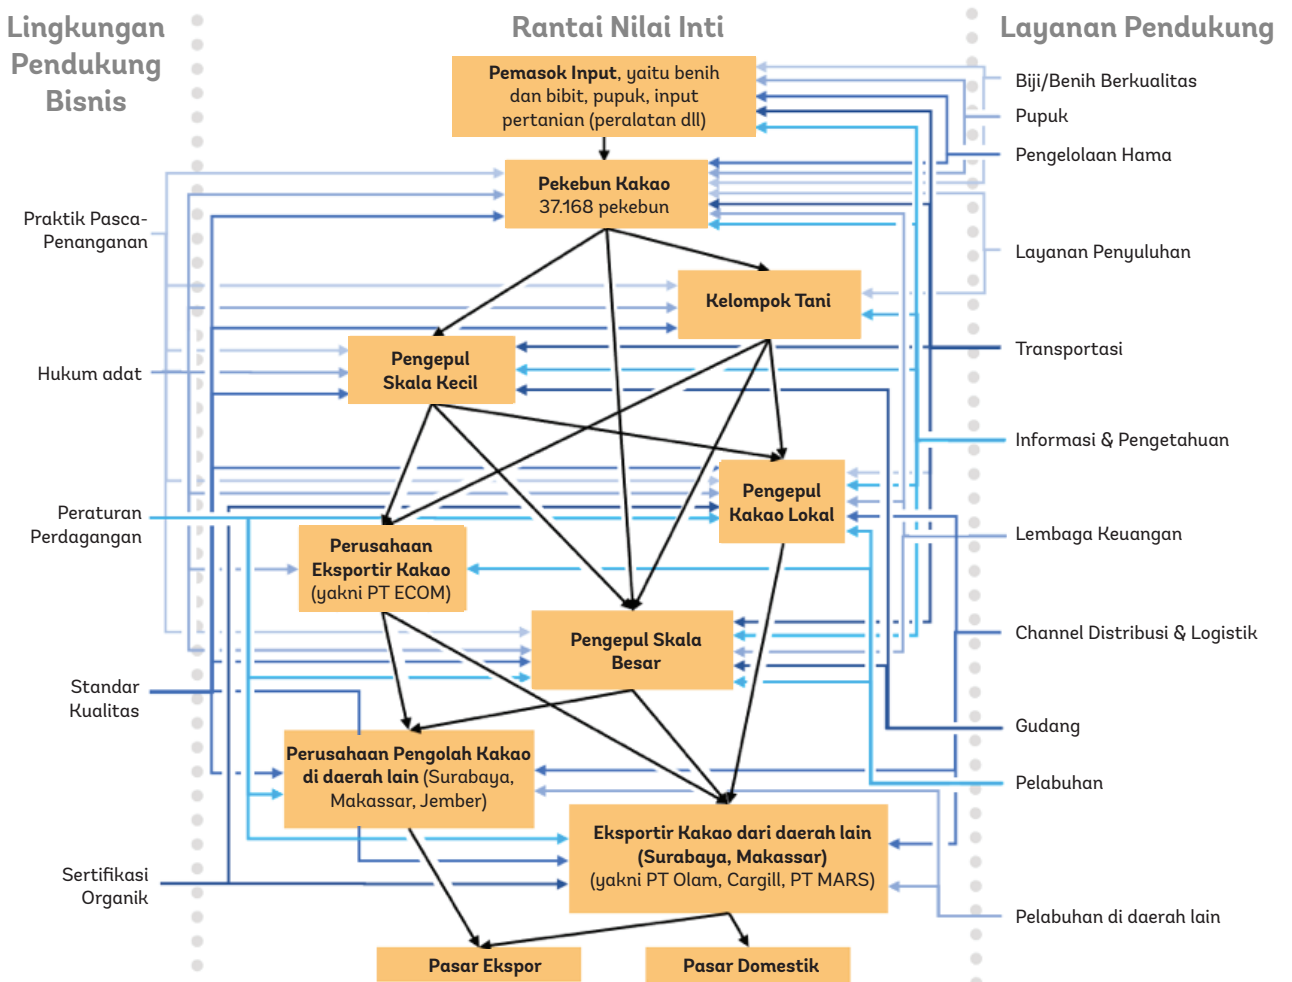 Lingkungan
Pendukung
Bisnis
Rantai Nilai Inti
Layanan Pendukung
Pemasok Input, yaitu benih
dan bibit, pupuk, input
pertanian (peralatan dll)
Pekebun Kakao
37.168 pekebun
Kelompok Tani
Pengepul
Skala Kecil
Pengepul
Kakao Lokal
Perusahaan
Eksportir Kakao
(yakni PT ECOM)
Pengepul Skala
Besar
Perusahaan Pengolah Kakao
di daerah lain (Surabaya,
Makassar, Jember)
Eksportir Kakao dari daerah lain
(Surabaya, Makassar)
(yakni PT Olam, Cargill, PT MARS)
Pasar Ekspor
Pasar Domestik
Praktik Pasca-
Penanganan
Hukum adat
Peraturan
Perdagangan
Standar
Kualitas
Sertifikasi
Organik
Biji/Benih Berkualitas
Pupuk
Pengelolaan Hama
Layanan Penyuluhan
Transportasi
Informasi & Pengetahuan
Lembaga Keuangan
Channel Distribusi & Logistik
Gudang
Pelabuhan
Pelabuhan di daerah lain